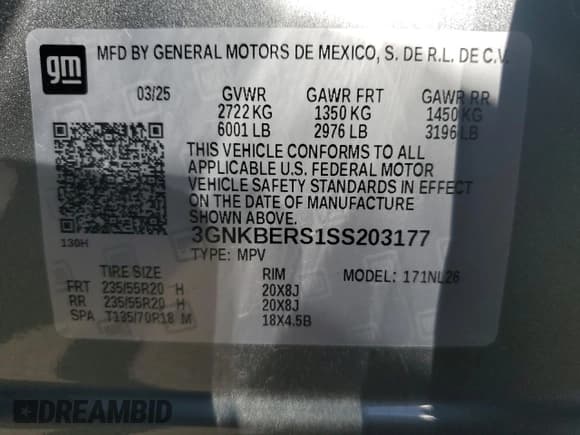 gm
MFD BY GENERAL MOTORS DE MEXICO, S. DE R.L. DE C.V.
03/25 GVWR GAWR FRT GAWR RR
2722 KG 1350 KG 1450 KG
6001 LB 2976 LB 3196 LB
THIS VEHICLE CONFORMS TO ALL
APPLICABLE U.S. FEDERAL MOTOR
VEHICLE SAFETY STANDARDS IN EFFECT
ON THE DATE OF MANUFACTURE
SHOWN ABOVE.
130H
3GNKBERS1SS203177
TYPE: MPV
TIRE SIZE RIM MODEL: 171NL26
FRT 235/55R20 H 20X8J
RR 235/55R20 H 20X8J
SPA T135/70R18 M 18X4.5B
DREAMBID